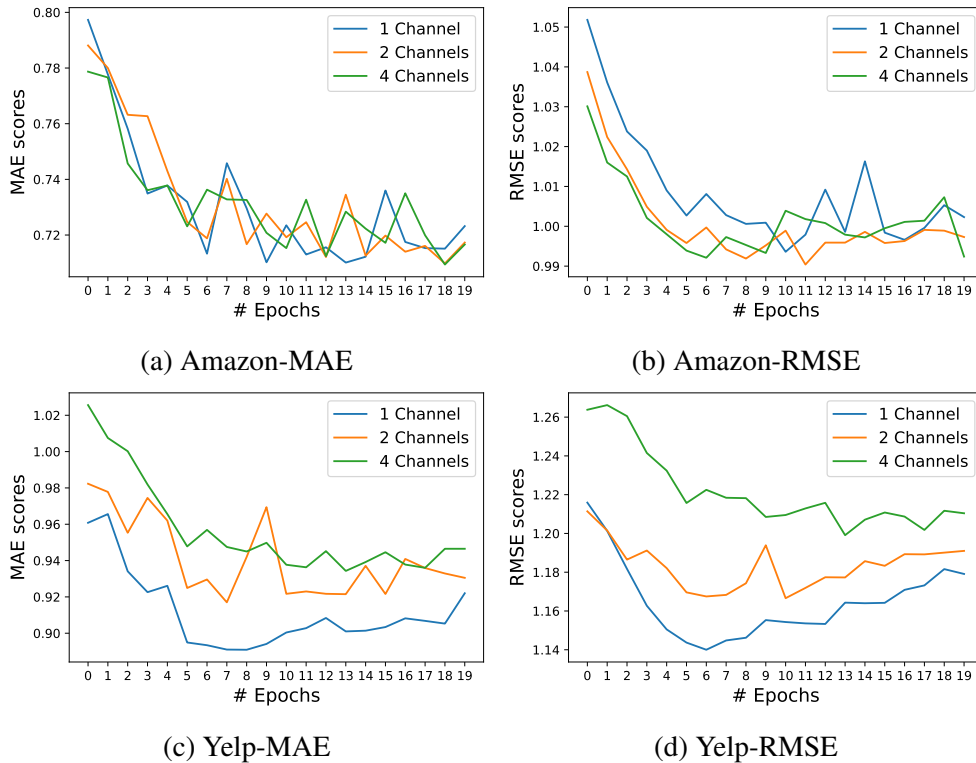 0.80
0.78
0.76
0.74
0.72
MAE scores
1 Channel
2 Channels
4 Channels
0 1 2 3 4 5 6 7 8 9 10 11 12 13 14 15 16 17 18 19
# Epochs
(a) Amazon-MAE
1.05
1.04
1.03
1.02
1.01
1.00
0.99
RMSE scores
1 Channel
2 Channels
4 Channels
0 1 2 3 4 5 6 7 8 9 10 11 12 13 14 15 16 17 18 19
# Epochs
(b) Amazon-RMSE
1.02
1.00
0.98
0.96
0.94
0.92
0.90
MAE scores
1 Channel
2 Channels
4 Channels
0 1 2 3 4 5 6 7 8 9 10 11 12 13 14 15 16 17 18 19
# Epochs
(c) Yelp-MAE
1.26
1.24
1.22
1.20
1.18
1.16
1.14
RMSE scores
1 Channel
2 Channels
4 Channels
0 1 2 3 4 5 6 7 8 9 10 11 12 13 14 15 16 17 18 19
# Epochs
(d) Yelp-RMSE